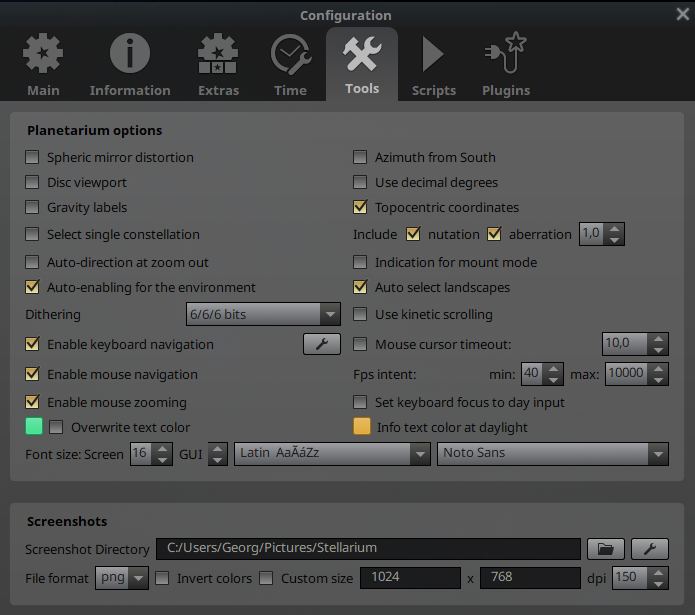 Configuration
Main Information Extras Time Tools Scripts Plugins
Planetarium options
Spheric mirror distortion Azimuth from South
Disc viewport Use decimal degrees
Gravity labels Topocentric coordinates
Select single constellation Include nutation aberration 1,0
Auto-direction at zoom out Indication for mount mode
Auto-enabling for the environment Auto select landscapes
Dithering 6/6/6 bits Use kinetic scrolling
Enable keyboard navigation Mouse cursor timeout: 10,0
Enable mouse navigation Fps intent: min: 40 max: 10000
Enable mouse zooming Set keyboard focus to day input
Overwrite text color Info text color at daylight
Font size: Screen 16 GUI Latin AaÃáZz Noto Sans
Screenshots
Screenshot Directory C:/Users/Georg/Pictures/Stellarium
File format png Invert colors Custom size 1024 x 768 dpi 150